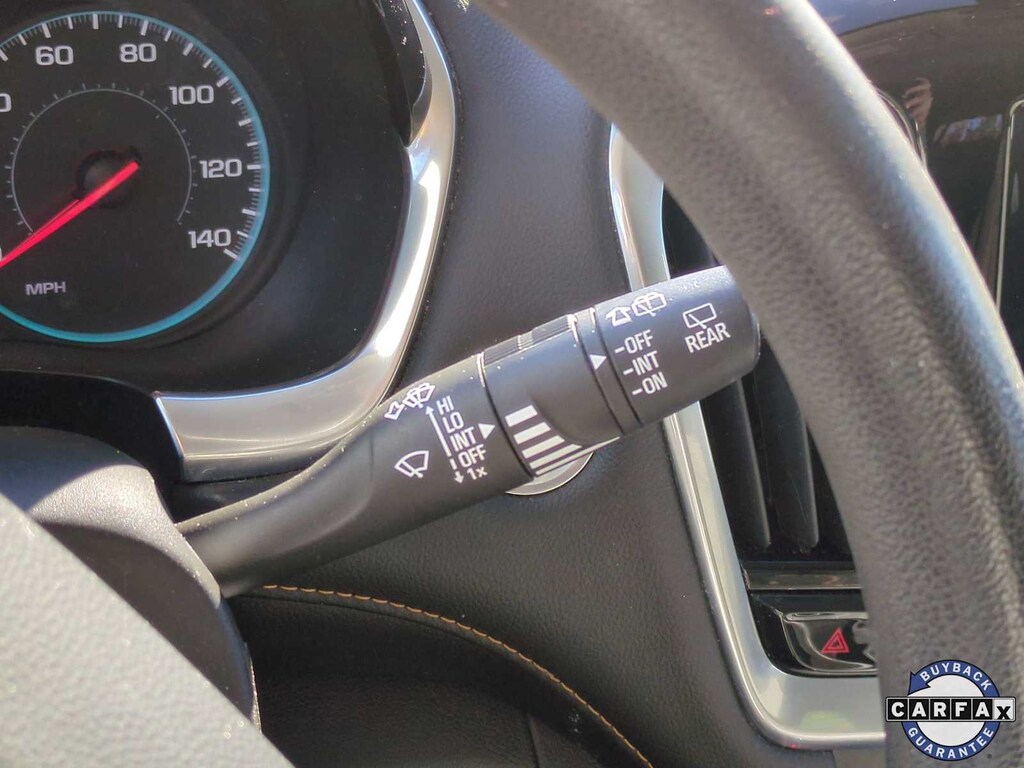 60
80
100
120
140
MPH
HI
LO
INT
OFF
1x
-OFF
-INT
-ON
REAR
BUYBACK
CARFAX
GUARANTEE